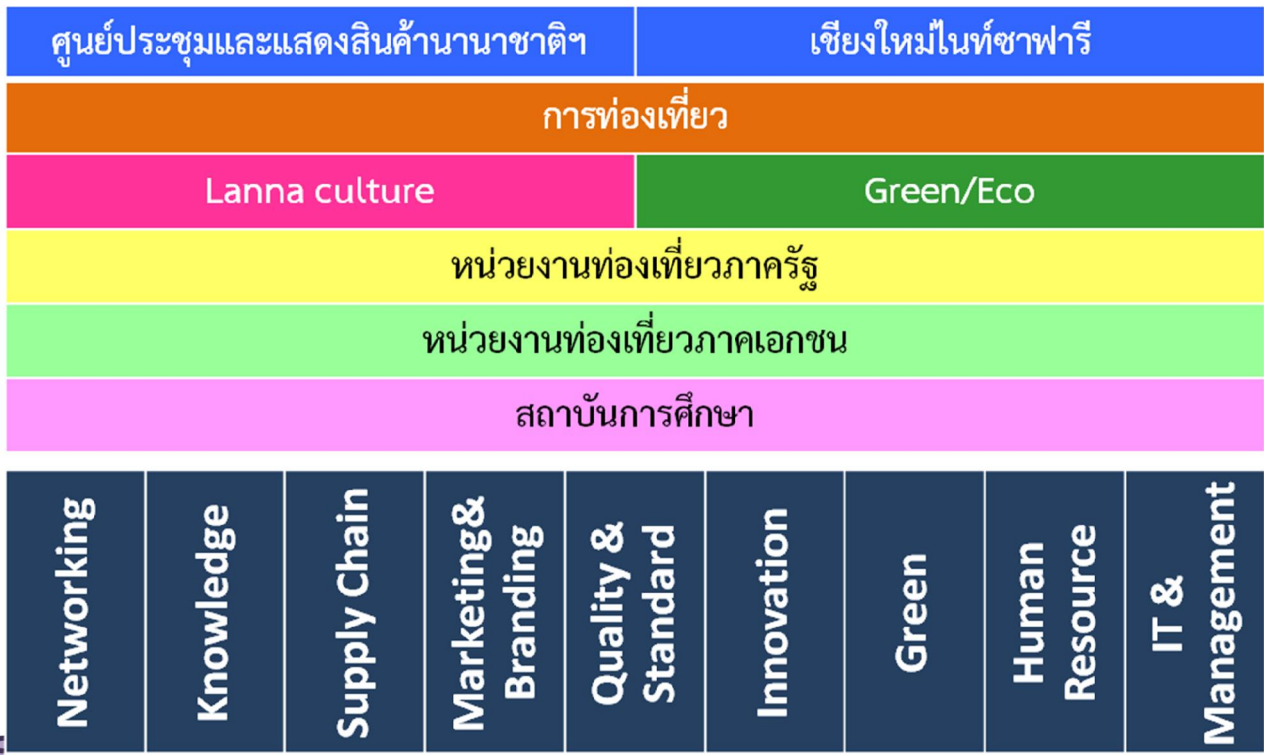 ศูนย์ประชุมและแสดงสินค้านานาชาติฯ
เชียงใหม่ไนท์ซาฟารี
การท่องเที่ยว
Lanna culture
Green/Eco
หน่วยงานท่องเที่ยวภาครัฐ
หน่วยงานท่องเที่ยวภาคเอกชน
สถาบันการศึกษา
Networking
Knowledge
Supply Chain
Marketing&
Branding
Quality &
Standard
Innovation
Green
Human
Resource
IT &
Management